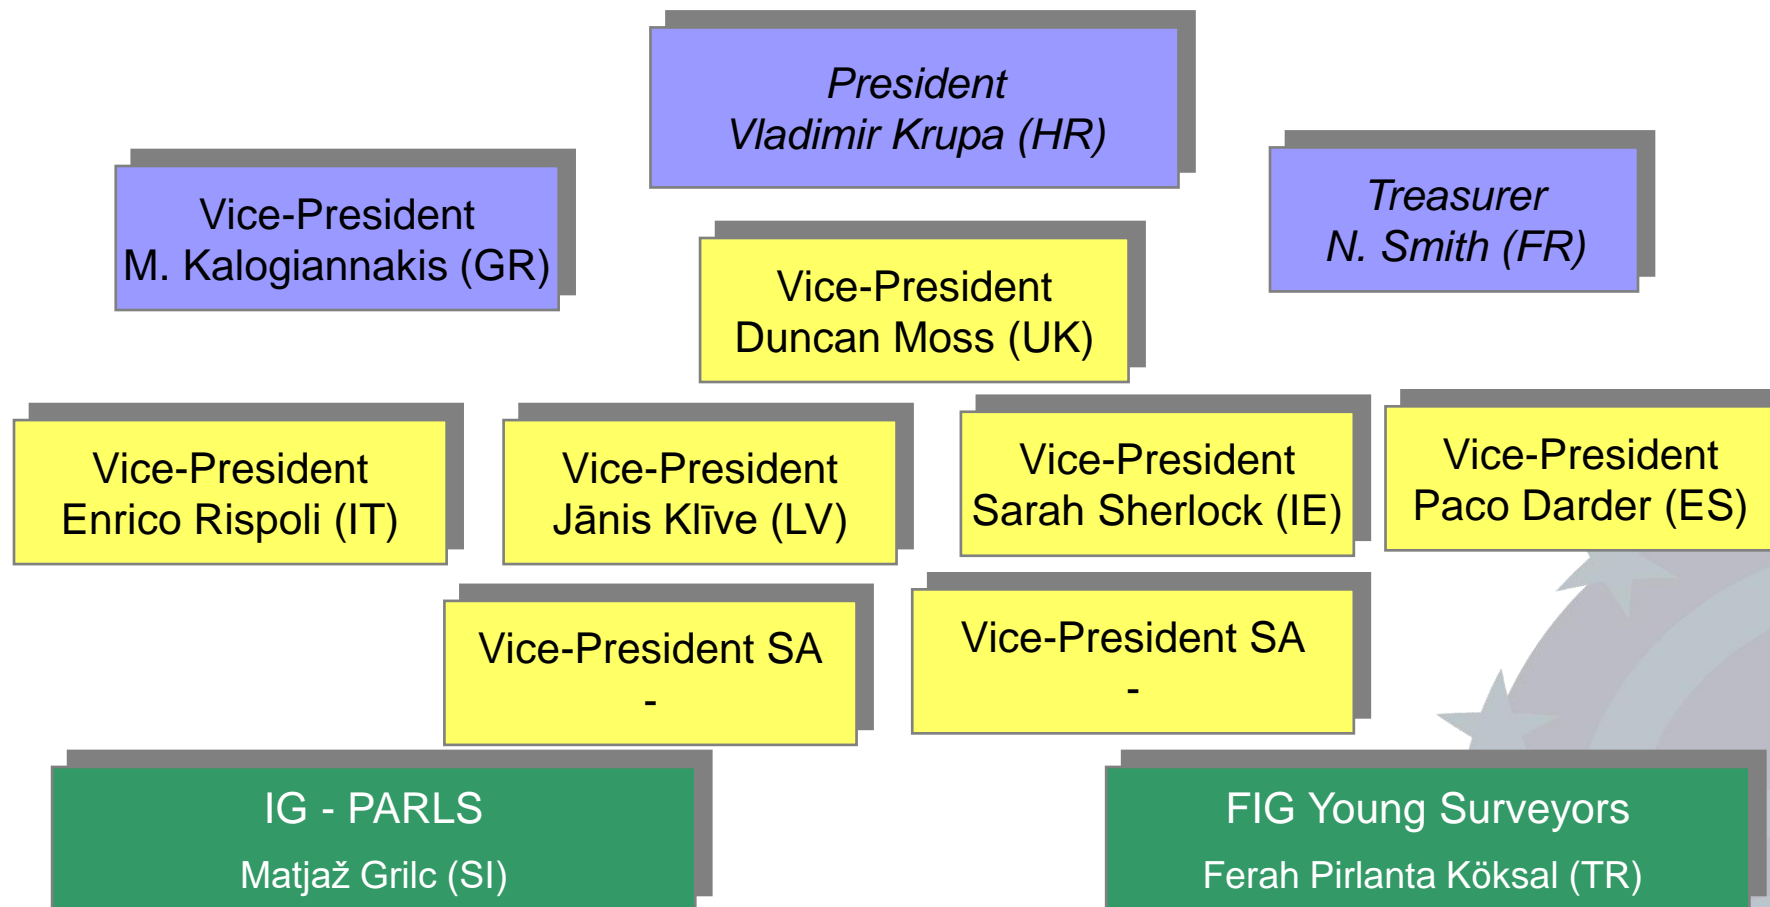 President
Vladimir Krupa (HR)
Vice-President
M. Kalogiannakis (GR)
Treasurer
N. Smith (FR)
Vice-President
Duncan Moss (UK)
Vice-President
Enrico Rispoli (IT)
Vice-President
Jānis Klīve (LV)
Vice-President
Sarah Sherlock (IE)
Vice-President
Paco Darder (ES)
Vice-President SA
-
Vice-President SA
-
IG - PARLS
Matjaž Grilc (SI)
FIG Young Surveyors
Ferah Pirlanta Köksal (TR)